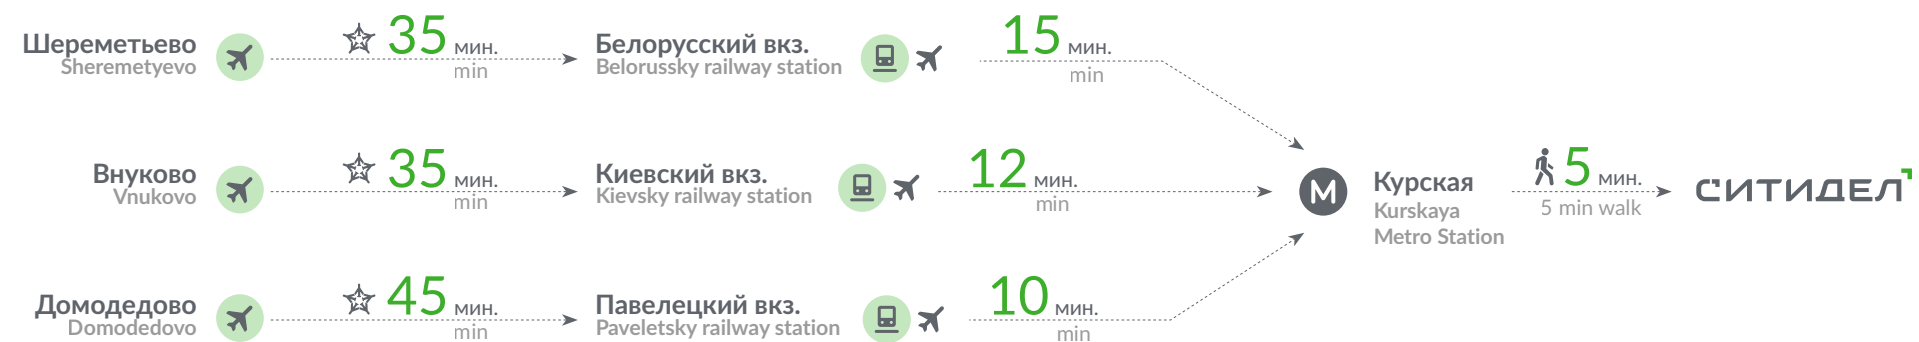 Шереметьево
Sheremetyevo
35 мин.
min
Белорусский вкз.
Belorussky railway station
15 мин.
min
Внуково
Vnukovo
35 мин.
min
Киевский вкз.
Kievsky railway station
12 мин.
min
М
Курская
Kurskaya
Metro Station
5 мин.
5 min walk
СИТИДЕЛ
Домодедово
Domodedovo
45 мин.
min
Павелецкий вкз.
Paveletsky railway station
10 мин.
min